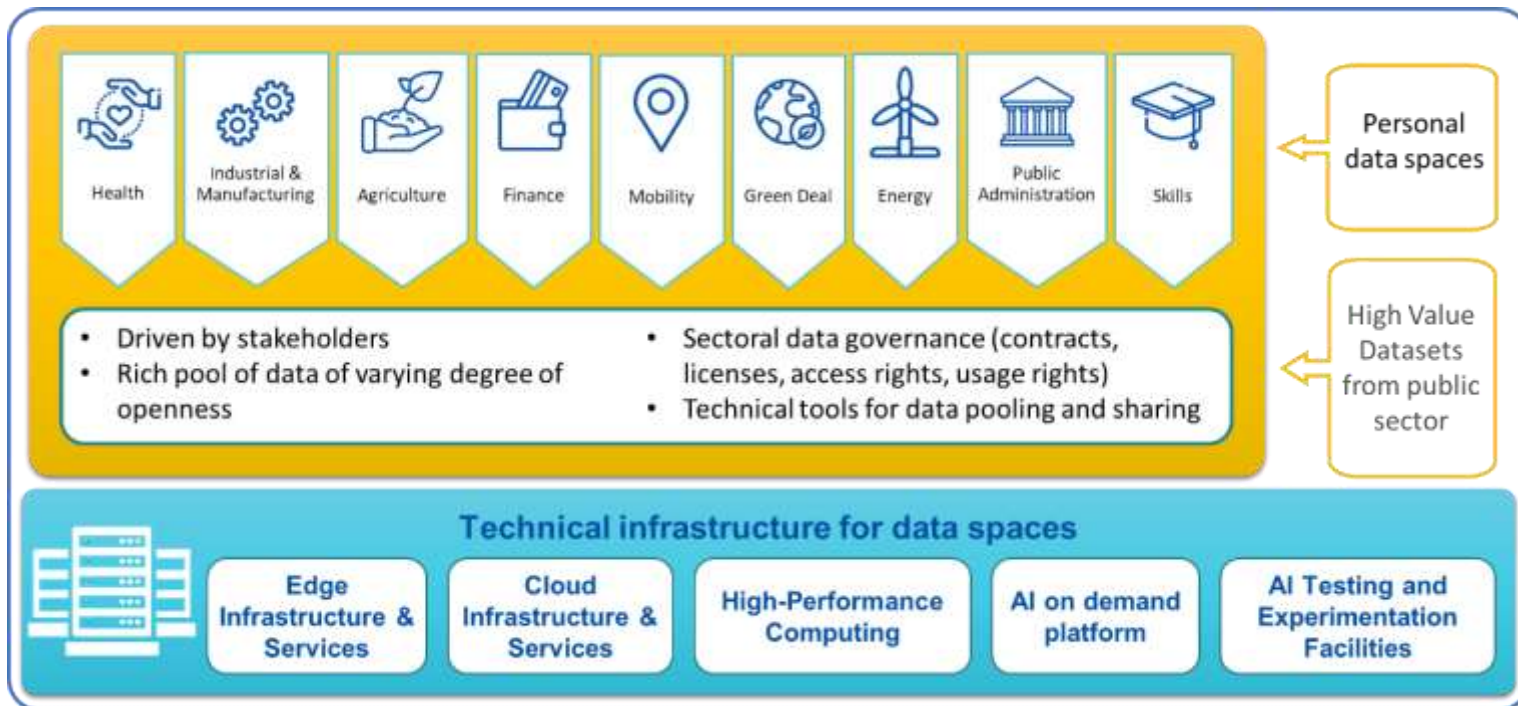 Health
Industrial &
Manufacturing
Agriculture
Finance
Mobility
Green Deal
Energy
Public
Administration
Skills
Personal
data spaces
• Driven by stakeholders
• Rich pool of data of varying degree of
openness
• Sectoral data governance (contracts,
licenses, access rights, usage rights)
• Technical tools for data pooling and sharing
High Value
Datasets
from public
sector
Technical infrastructure for data spaces
Edge
Infrastructure &
Services
Cloud
Infrastructure &
Services
High-Performance
Computing
AI on demand
platform
AI Testing and
Experimentation
Facilities